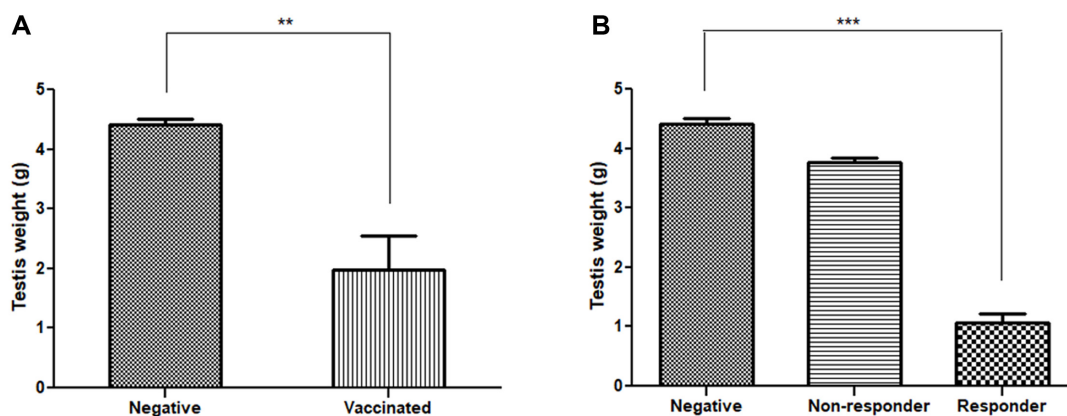 A
**
Testis weight (g)
5
4
3
2
1
0
Negative Vaccinated
B
***
Testis weight (g)
5
4
3
2
1
0
Negative Non-responder Responder